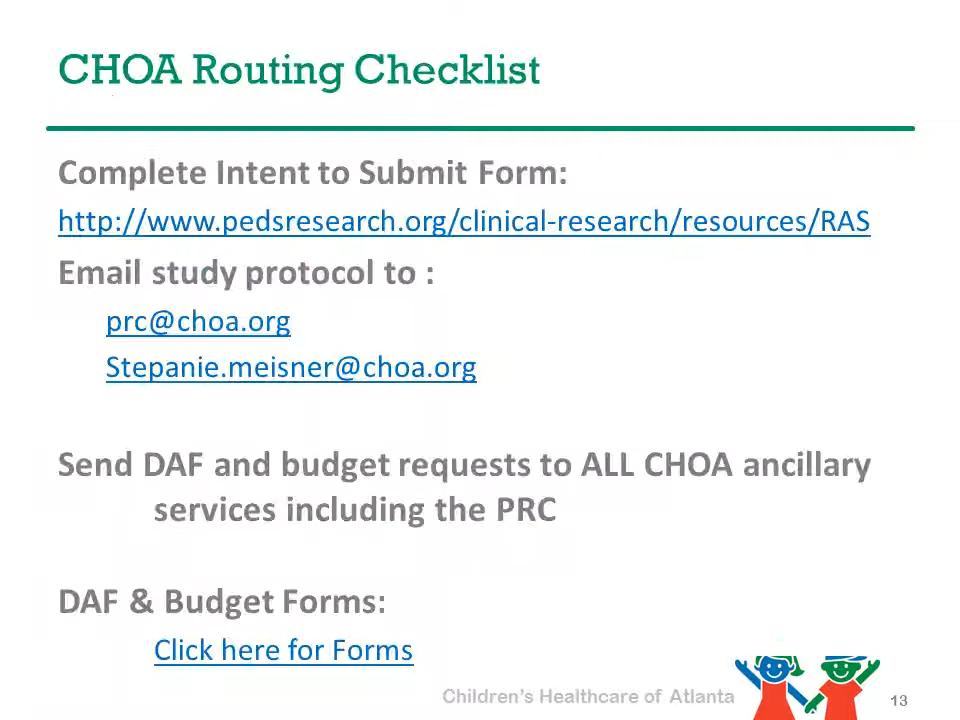 CHOA Routing Checklist
Complete Intent to Submit Form:
http://www.pedsresearch.org/clinical-research/resources/RAS
Email study protocol to :
prc@choa.org
Stepanie.meisner@choa.org
Send DAF and budget requests to ALL CHOA ancillary
services including the PRC
DAF & Budget Forms:
Click here for Forms
Children's Healthcare of Atlanta
13